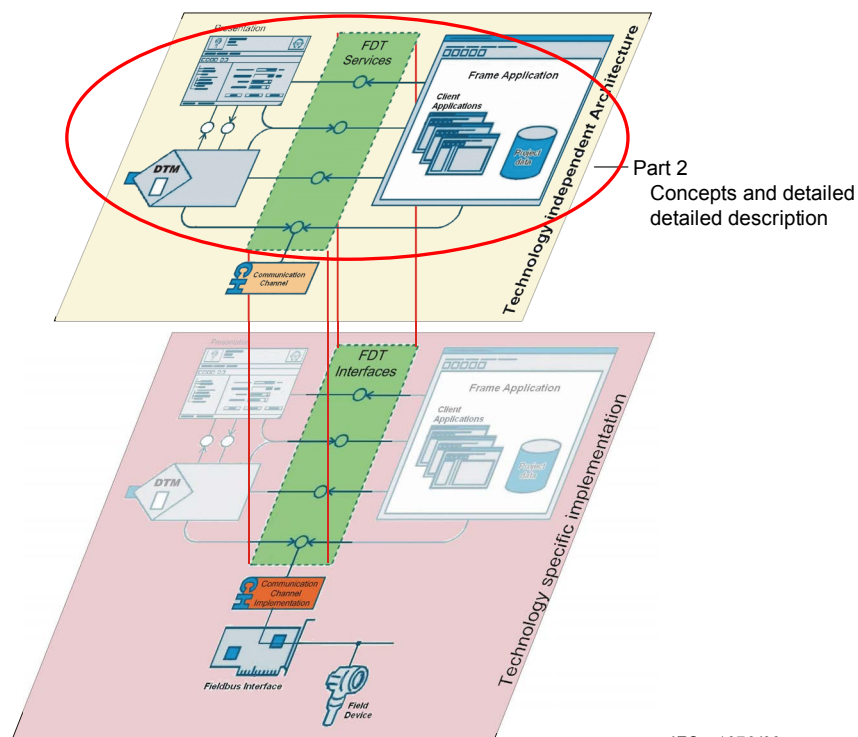 Presentation
FDT
Services
Frame Application
Client
Applications
Project
data
DTM
CH
Communication
Channel
Technology independent Architecture
Part 2
Concepts and detailed
detailed description
Presentation
FDT
Interfaces
Frame Application
Client
Applications
Project
data
DTM
CH
Communication
Channel
Implementation
Technology specific implementation
Fieldbus Interface
Field
Device